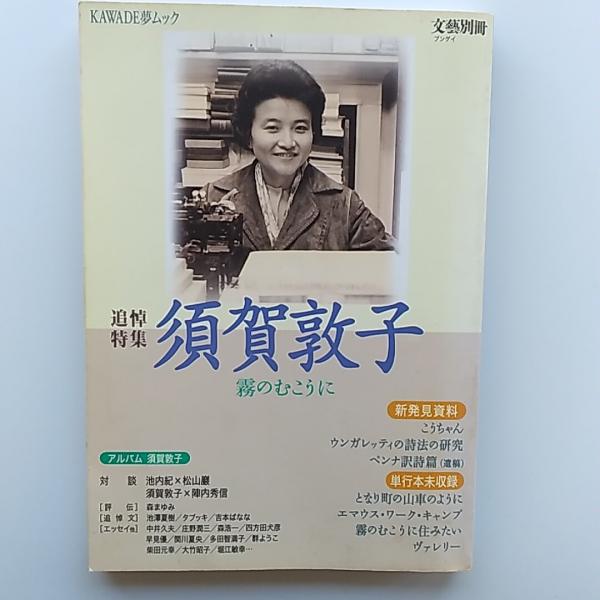 KAWADE夢ムック
文藝別冊
ブンゲイ
追悼
特集
須賀敦子
霧のむこうに
新発見資料
こうちゃん
ウンガレッティの詩法の研究
ペンナ訳詩篇(遺稿)
単行本未収録
となり町の山車のように
エマウス・ワーク・キャンプ
霧のむこうに住みたい
ヴァレリー
アルバム 須賀敦子
対談 池内紀×松山巖
須賀敦子×陣内秀信
[評伝] 森まゆみ
[追悼文] 池澤夏樹/タブッキ/吉本ばなな
[エッセイ他] 中井久夫/庄野潤三/森浩一/四方田犬彦
早見優/関川夏央/多田智満子/群ようこ
柴田元幸/大竹昭子/堀江敏幸…